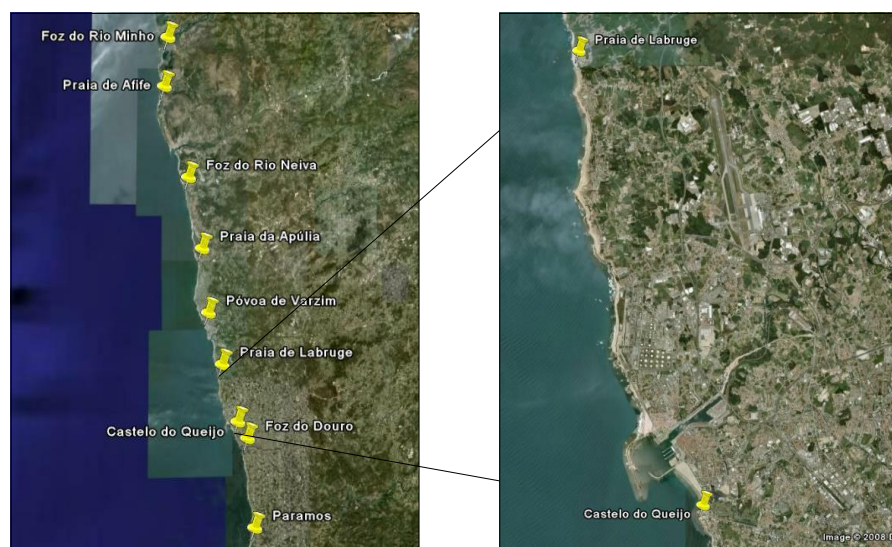 Foz do Rio Minho
Praia de Afife
Foz do Rio Neiva
Praia da Apúlia
Póvoa de Varzim
Praia de Labruge
Castelo do Queijo
Foz do Douro
Paramos
Praia de Labruge
Castelo do Queijo
Image © 2008